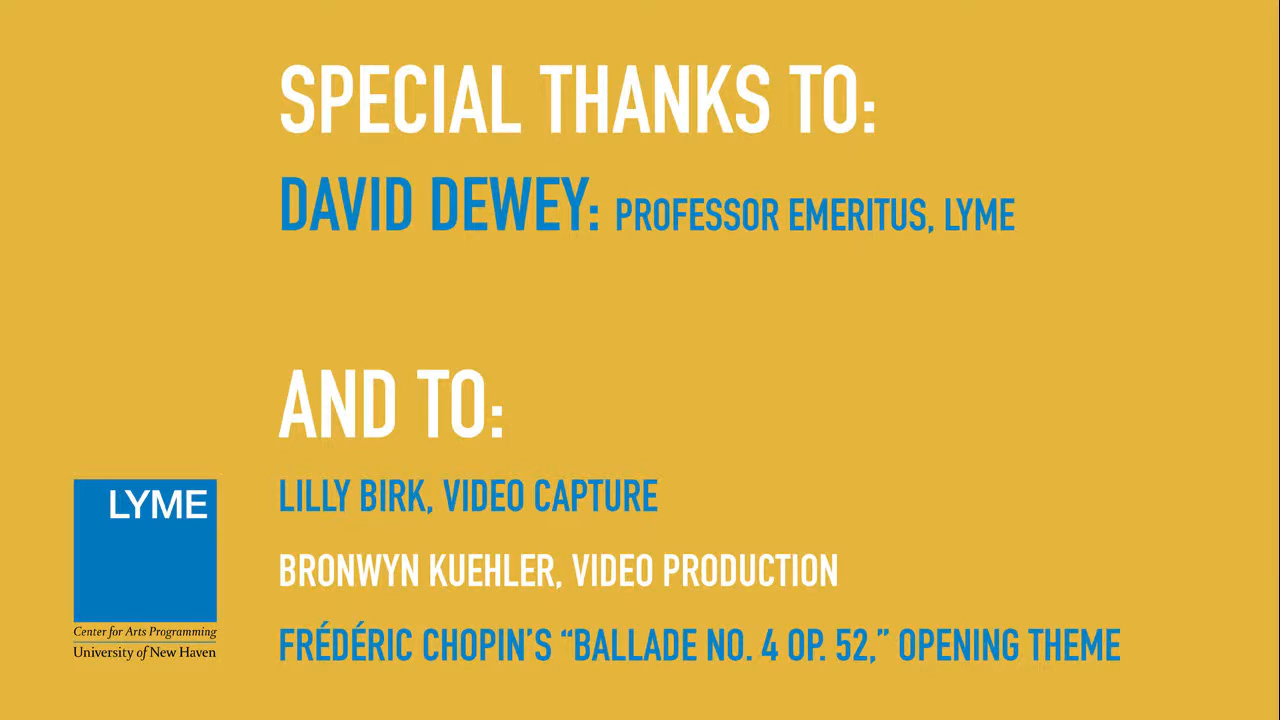 SPECIAL THANKS TO:
DAVID DEWEY: PROFESSOR EMERITUS, LYME
AND TO:
LILLY BIRK, VIDEO CAPTURE
BRONWYN KUEHLER, VIDEO PRODUCTION
FRÉDÉRIC CHOPIN’S “BALLADE NO. 4 OP. 52,” OPENING THEME
LYME
Center for Arts Programming
University of New Haven